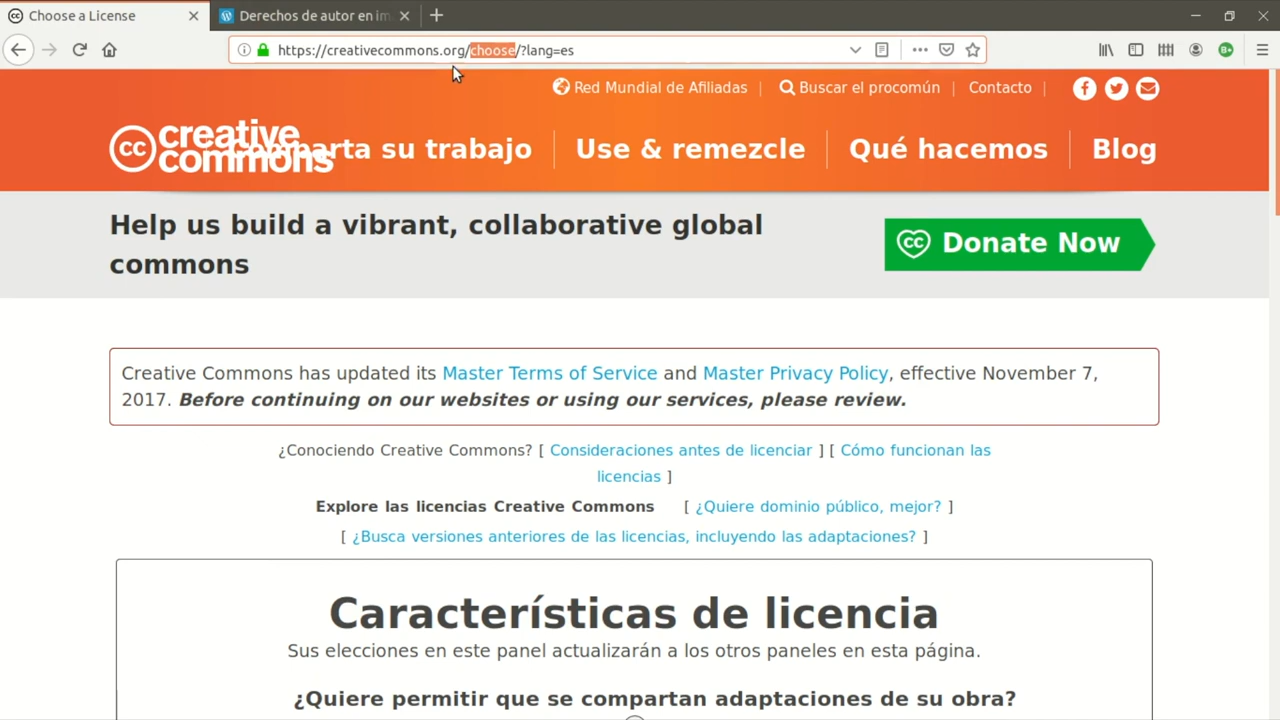 Choose a License
Derechos de autor en im
https://creativecommons.org/choose/?lang=es
Red Mundial de Afiliadas | Buscar el procomún | Contacto |
cc creative commons
Comparta su trabajo
Use & remezcle
Qué hacemos
Blog
Help us build a vibrant, collaborative global
commons
cc Donate Now
Creative Commons has updated its Master Terms of Service and Master Privacy Policy, effective November 7,
2017. Before continuing on our websites or using our services, please review.
¿Conociendo Creative Commons? [ Consideraciones antes de licenciar ] [ Cómo funcionan las
licencias ]
Explore las licencias Creative Commons [ ¿Quiere dominio público, mejor? ]
[ ¿Busca versiones anteriores de las licencias, incluyendo las adaptaciones? ]
Características de licencia
Sus elecciones en este panel actualizarán a los otros paneles en esta página.
¿Quiere permitir que se compartan adaptaciones de su obra?